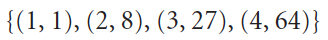 {(1, 1), (2, 8), (3, 27), (4, 64)}